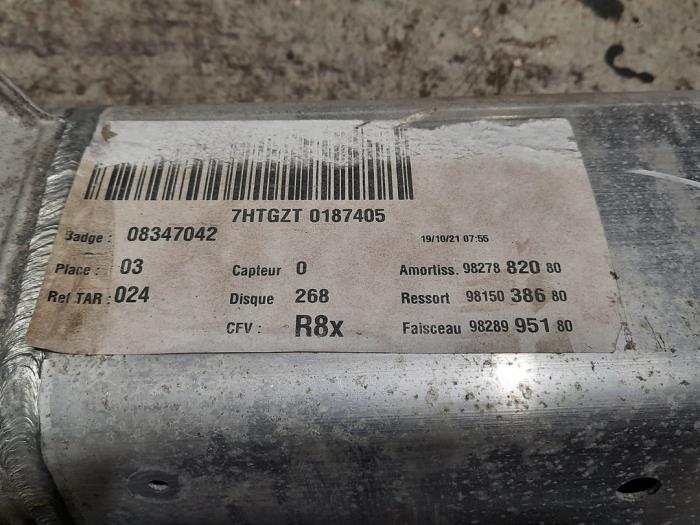 7HTGZT 0187405
Badge : 08347042 19/10/21 07:55
Place : 03 Capteur 0 Amortiss. 98278 820 80
Ref TAR : 024 Disque 268 Ressort 98150 386 80
CFV : R8x Faisceau 98289 951 80